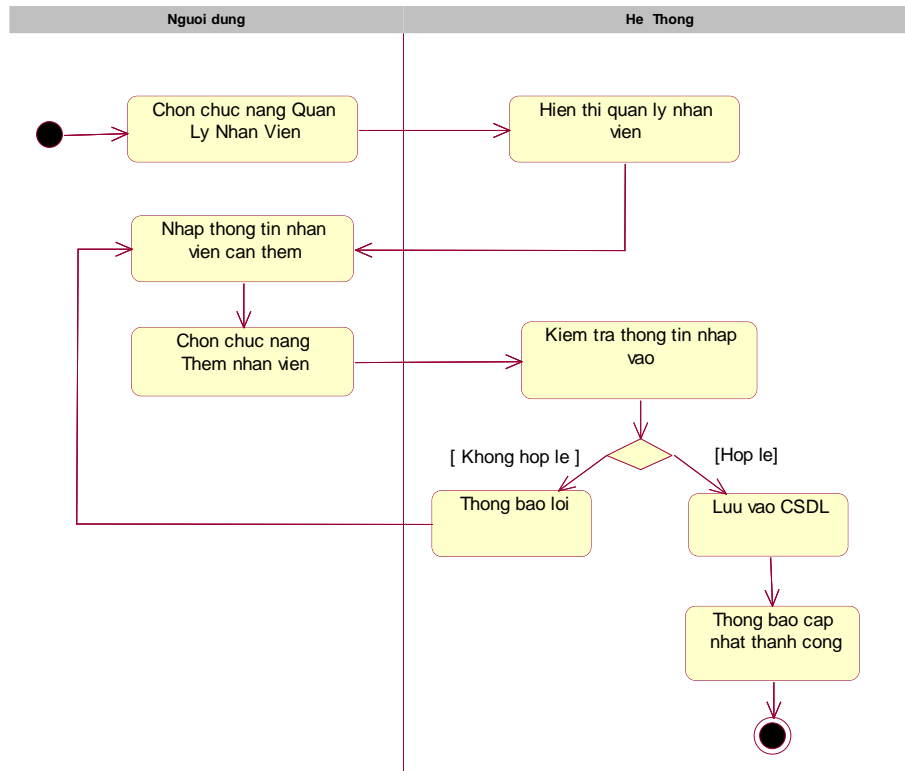 Nguoi dung
He Thong
Chon chuc nang Quan
Ly Nhan Vien
Hien thi quan ly nhan
vien
Nhap thong tin nhan
vien can them
Chon chuc nang
Them nhan vien
Kiem tra thong tin nhap
vao
[ Khong hop le ]
[Hop le]
Thong bao loi
Luu vao CSDL
Thong bao cap
nhat thanh cong